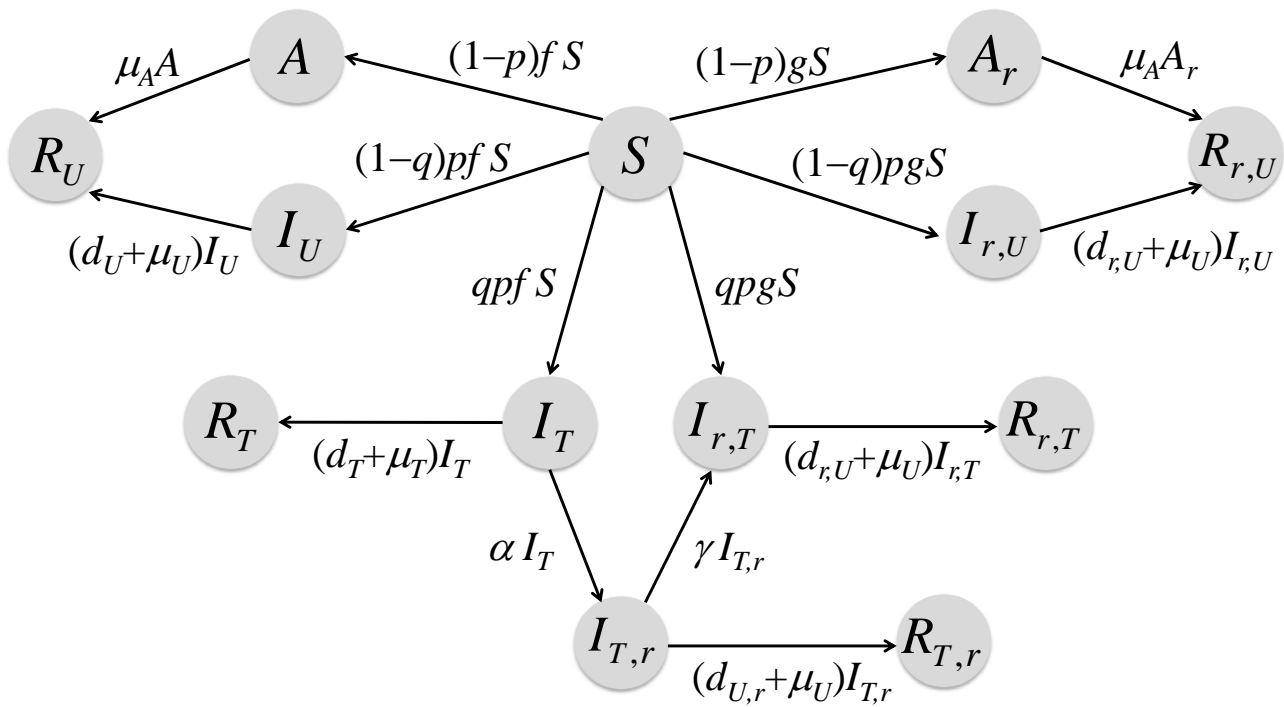 A
(1−p)f S
(1−p)gS
A_r
μ_A A
μ_A A_r
R_U
(1−q)pf S
S
(1−q)pgS
R_{r,U}
I_U
I_{r,U}
(d_U+μ_U)I_U
(d_{r,U}+μ_U)I_{r,U}
qpf S
qpgS
R_T
I_T
I_{r,T}
R_{r,T}
(d_T+μ_T)I_T
(d_{r,U}+μ_U)I_{r,T}
α I_T
γ I_{T,r}
I_{T,r}
R_{T,r}
(d_{U,r}+μ_U)I_{T,r}